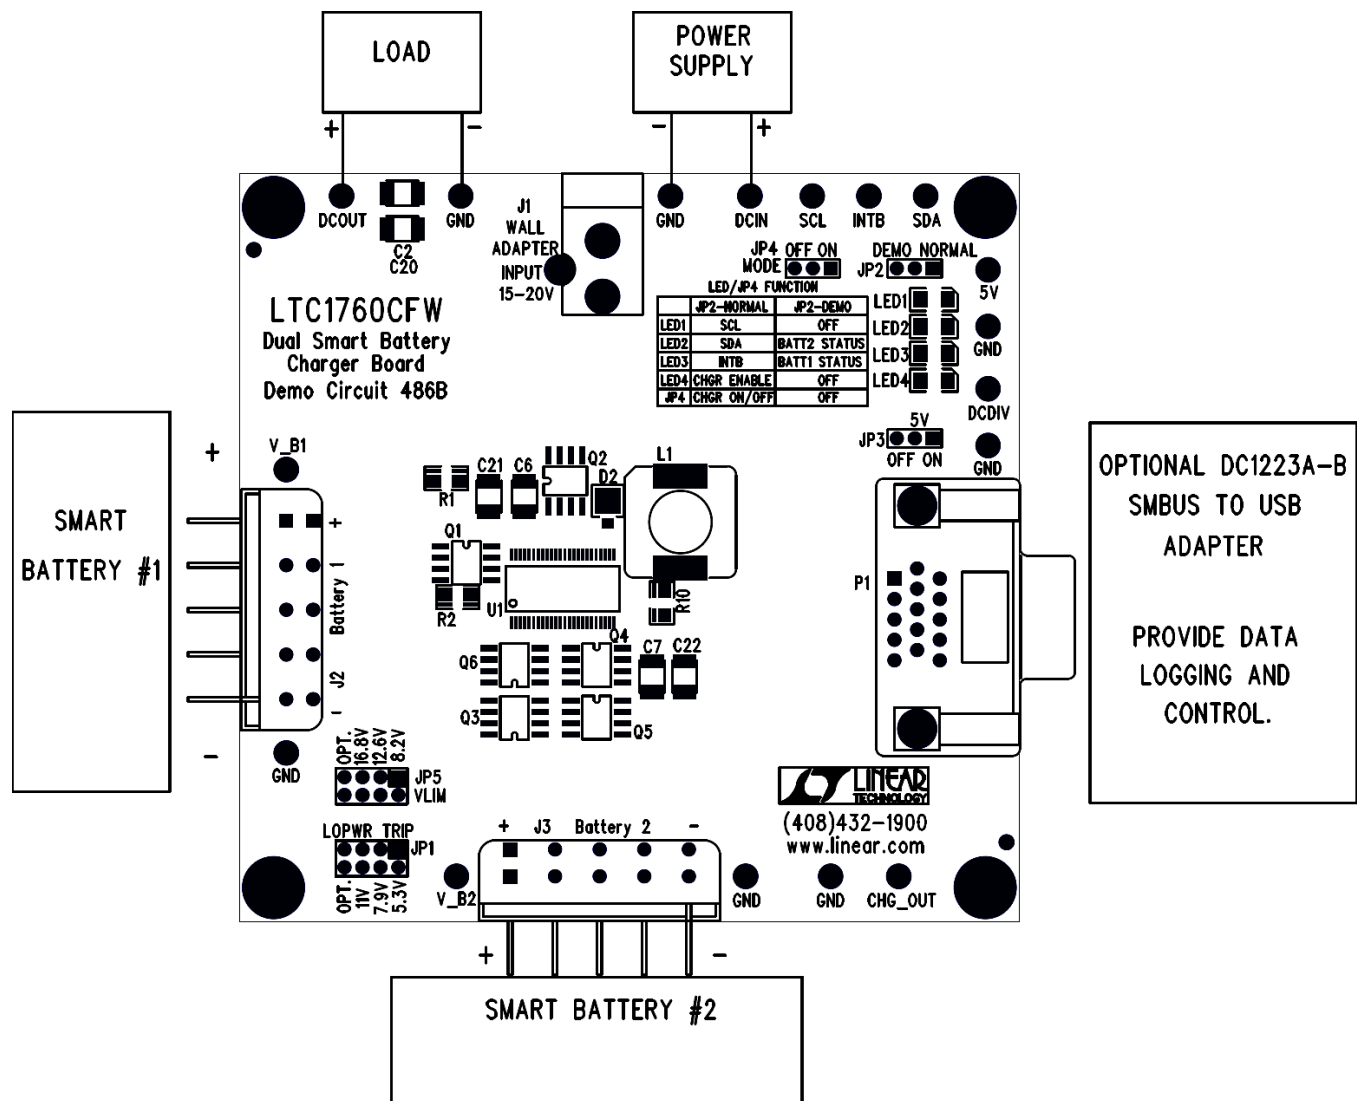 LOAD
POWER
SUPPLY
+
-
-
+
DCOUT
GND
GND
DCIN
SCL
INTB
SDA
C2
C20
J1
WALL
ADAPTER
INPUT
15-20V
JP4 OFF ON
MODE
DEMO NORMAL
JP2
5V
GND
DCDIV
GND
LED1
LED2
LED3
LED4
LED/JP4 FUNCTION
JP2-NORMAL JP2-DEMO
LED1 SCL OFF
LED2 SDA BATT2 STATUS
LED3 INTB BATT1 STATUS
LED4 CHGR ENABLE OFF
JP4 CHGR ON/OFF OFF
LTC1760CFW
Dual Smart Battery
Charger Board
Demo Circuit 486B
5V
JP3
OFF ON
SMART
BATTERY #1
+
-
V_B1
+
Battery 1
J2
-
GND
R1
C21
C6
Q2
D2
L1
Q1
R2
U1
R10
Q6
Q4
C7
C22
Q3
Q5
P1
OPTIONAL DC1223A-B
SMBUS TO USB
ADAPTER
PROVIDE DATA
LOGGING AND
CONTROL.
OPT.
16.8V
12.6V
8.2V
JP5
VLIM
LOPWR TRIP
JP1
OPT.
11V
7.9V
5.3V
LINEAR
TECHNOLOGY
(408)432-1900
www.linear.com
+ J3 Battery 2 -
V_B2
GND
GND
CHG_OUT
+
-
SMART BATTERY #2